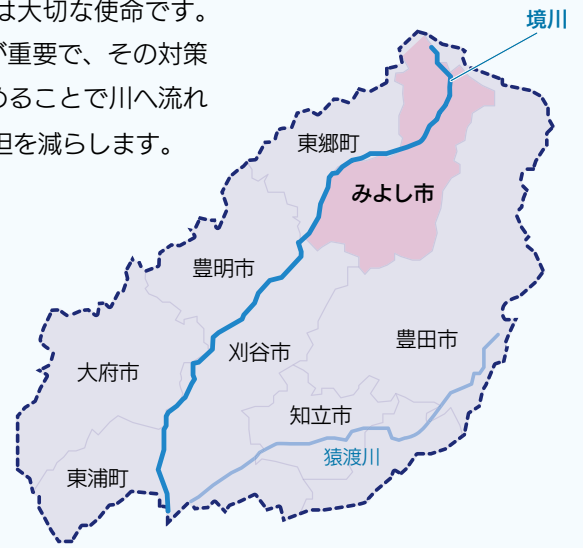 は大切な使命です。
が重要で、その対策
めることで川へ流れ
担を減らします。
境川
東郷町
みよし市
豊明市
刈谷市
豊田市
大府市
知立市
猿渡川
東浦町